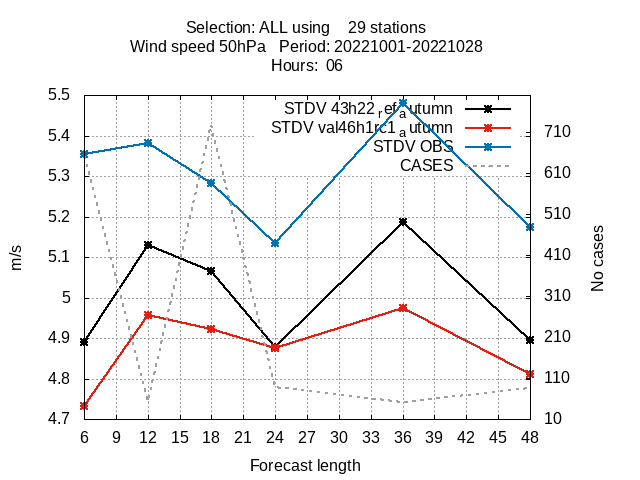 Selection: ALL using 29 stations
Wind speed 50hPa Period: 20221001-20221028
Hours: 06
STDV 43h22_ref_autumn
STDV val46h1rc1_autumn
STDV OBS
CASES
5.5
5.4
5.3
5.2
5.1
5
4.9
4.8
4.7
m/s
710
610
510
410
310
210
110
10
No cases
6 9 12 15 18 21 24 27 30 33 36 39 42 45 48
Forecast length